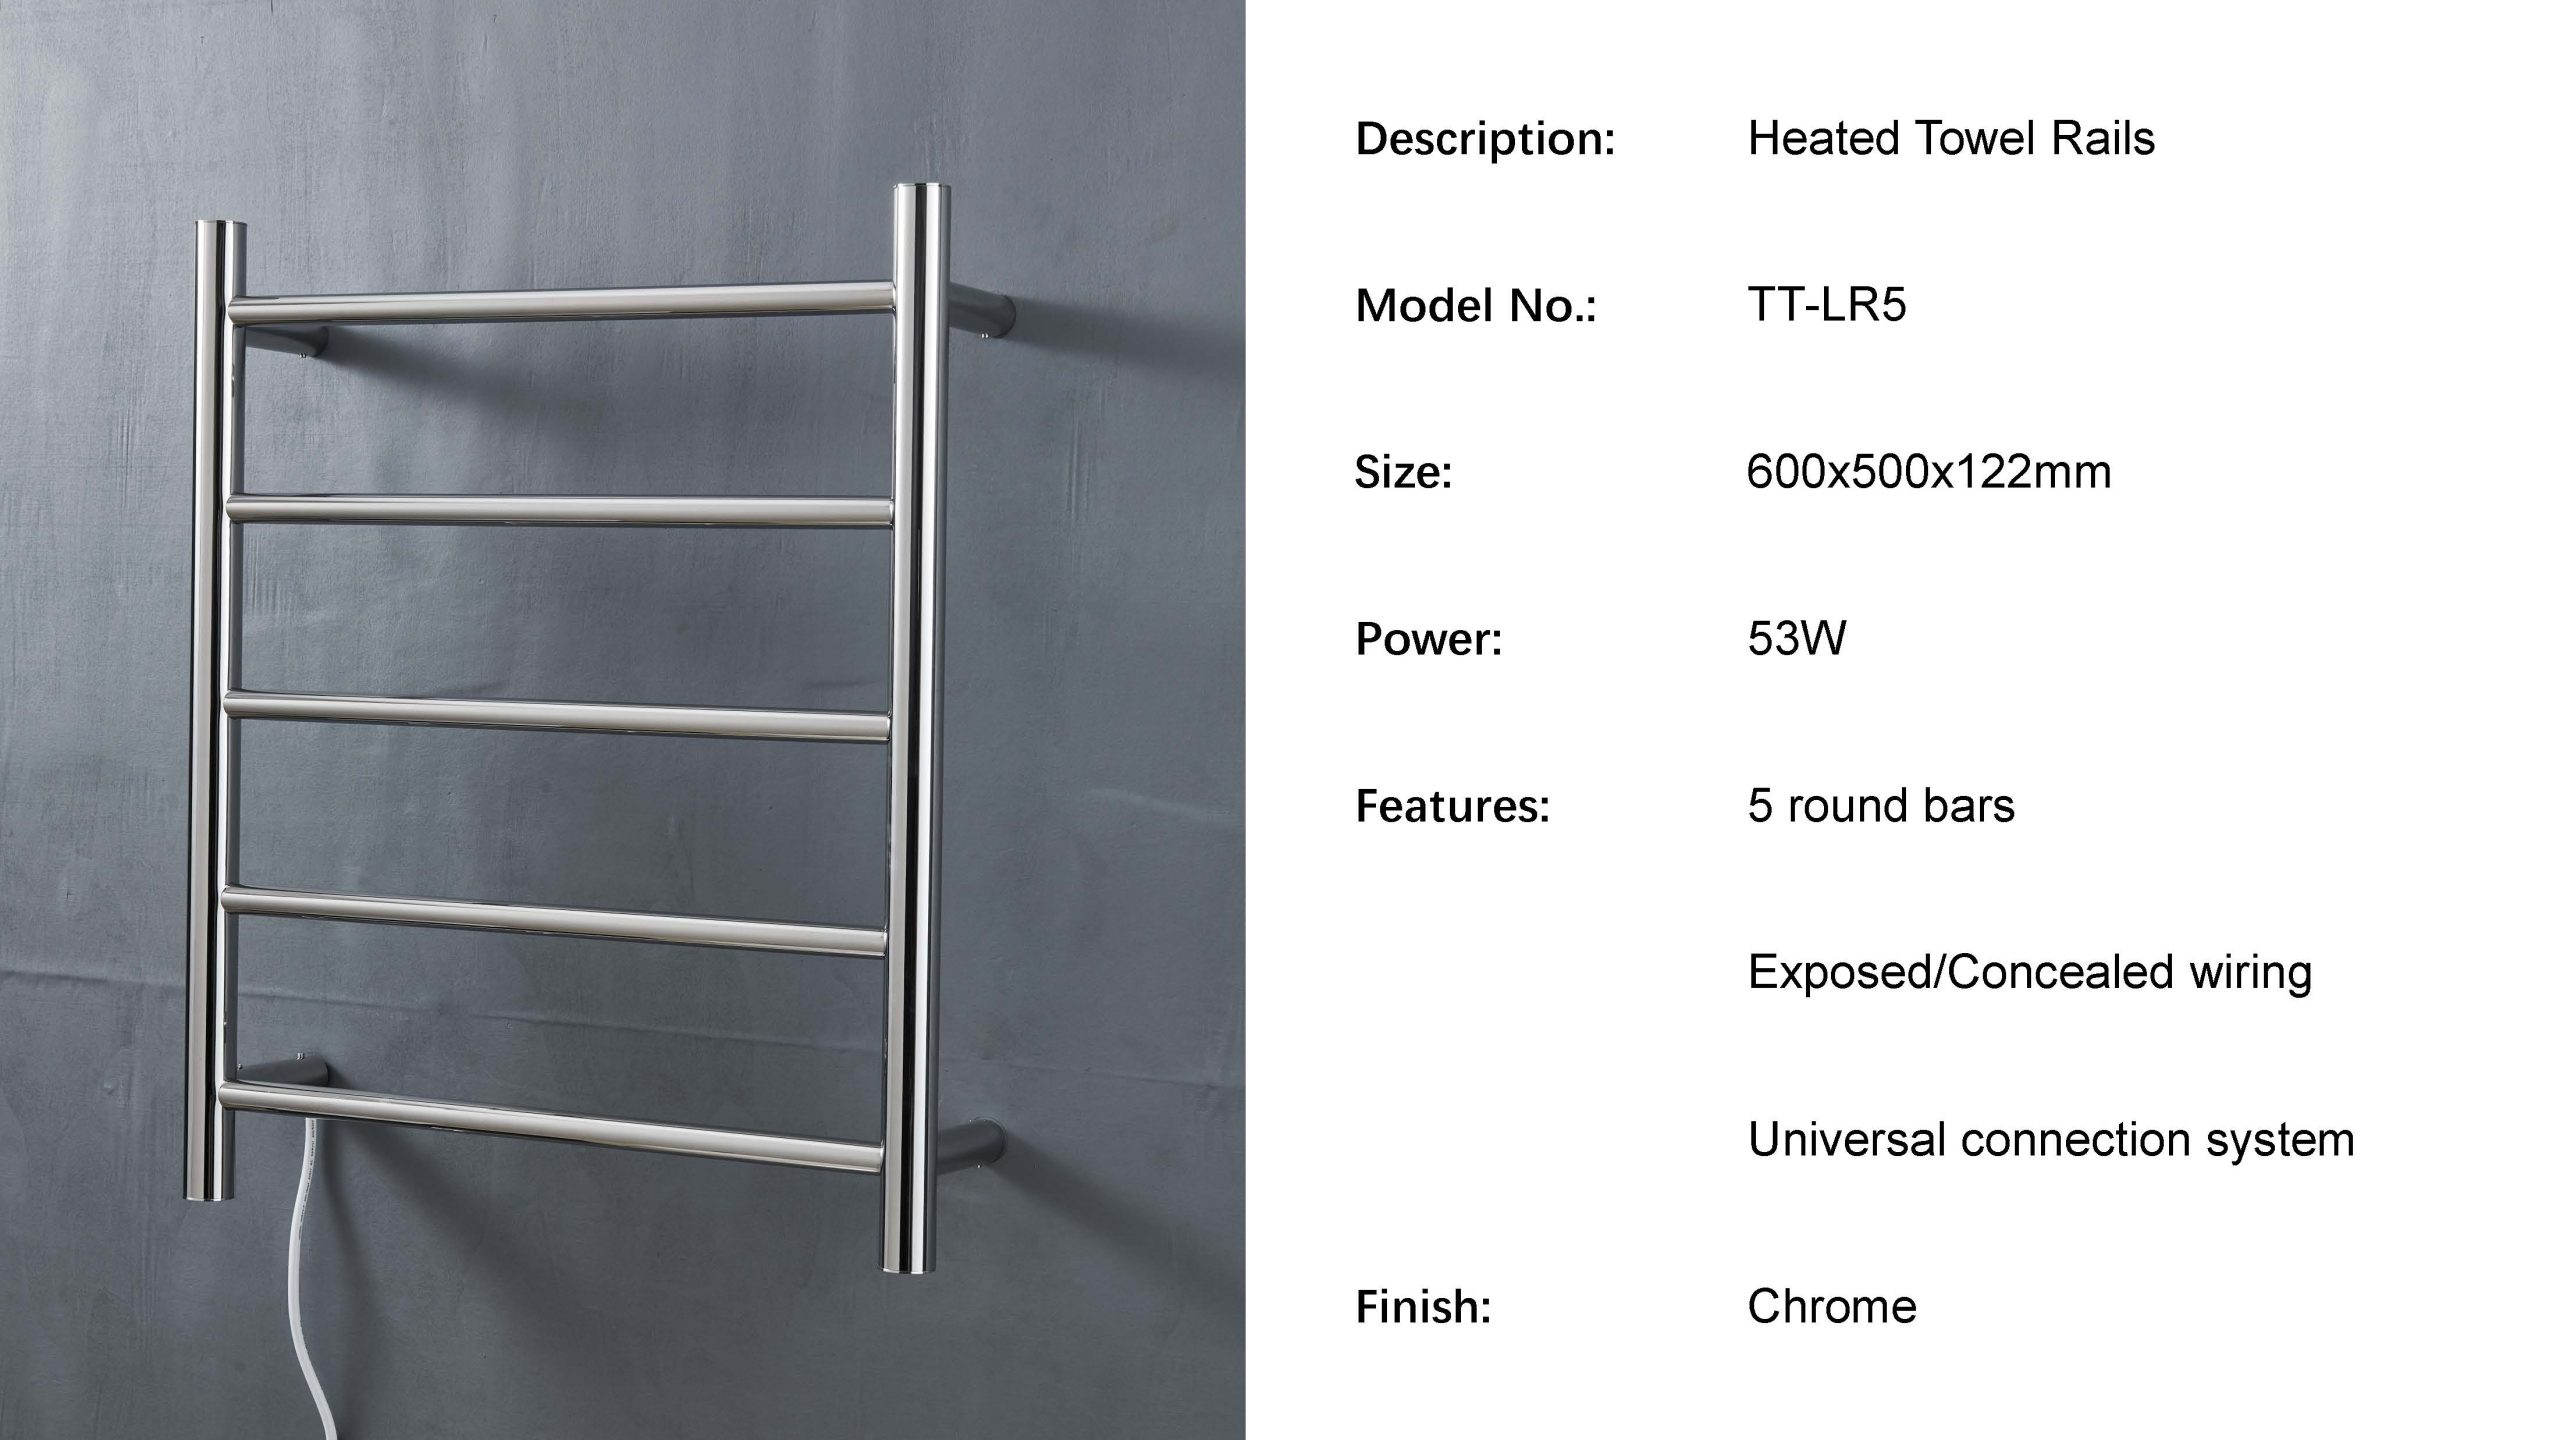 Description: Heated Towel Rails
Model No.: TT-LR5
Size: 600x500x122mm
Power: 53W
Features: 5 round bars
Exposed/Concealed wiring
Universal connection system
Finish: Chrome